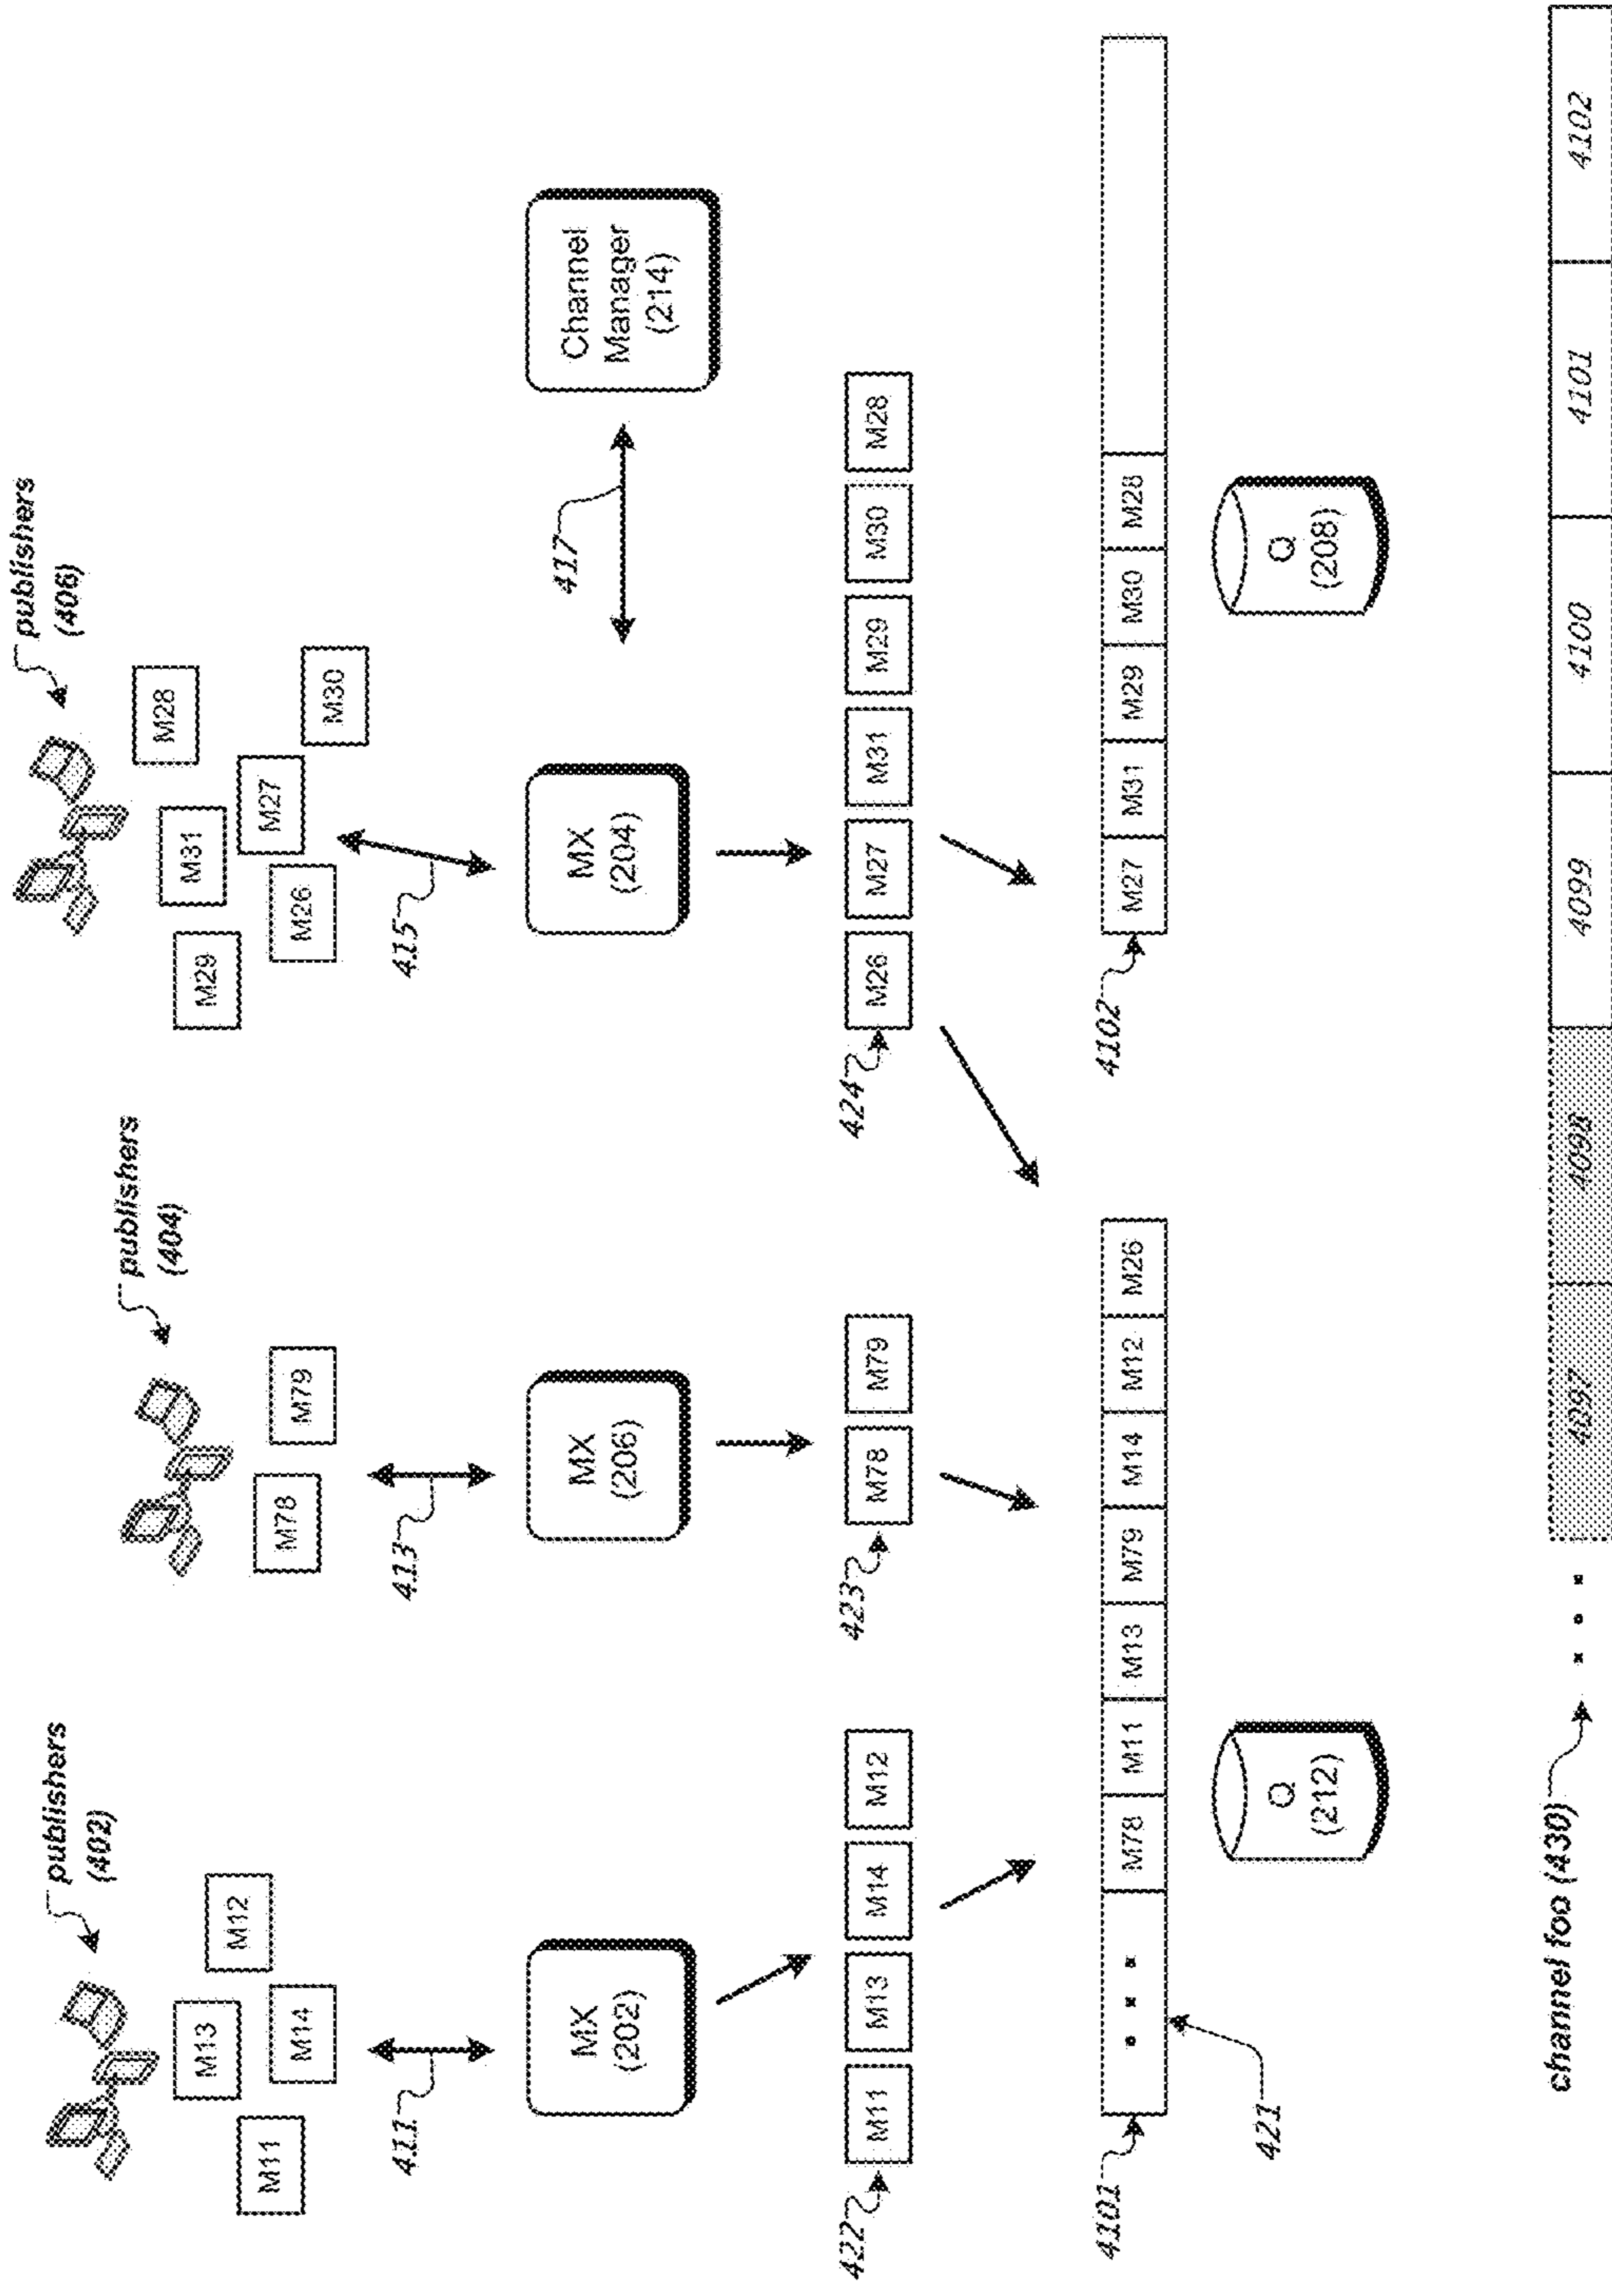 publishers
(402)
publishers
(404)
publishers
(406)
M11
M13
M14
M12
M78
M79
M29
M26
M31
M27
M28
M30
411
413
415
MX
(202)
MX
(206)
MX
(204)
417
Channel
Manager
(214)
422
M11
M13
M14
M12
423
M78
M79
424
M26
M27
M31
M29
M30
M28
4101
M78
M11
M13
M79
M14
M12
M26
4102
M27
M31
M29
M30
M28
421
Q
(212)
Q
(208)
channel foo (430)
4097
4098
4099
4100
4101
4102